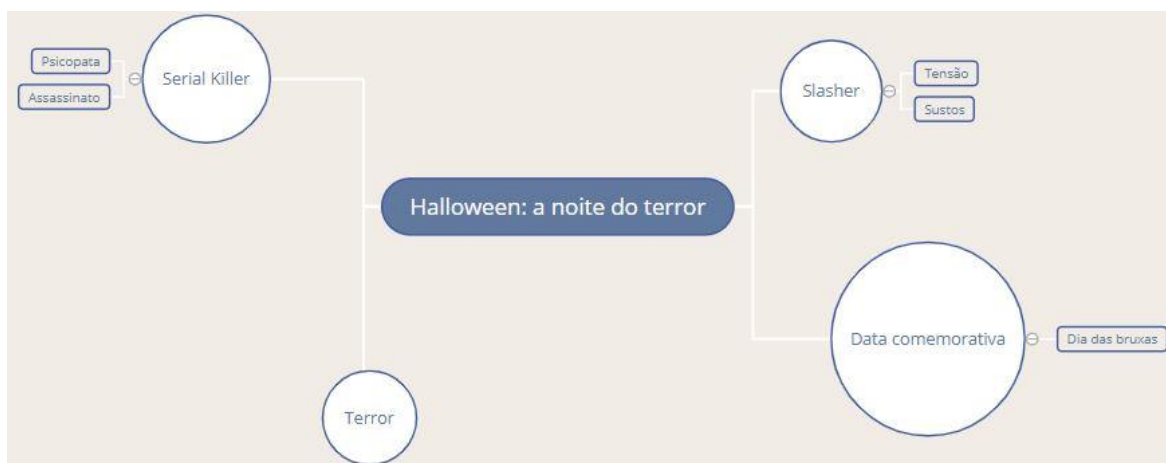 Psicopata
Assassinato
Serial Killer
Slasher
Tensão
Sustos
Halloween: a noite do terror
Data comemorativa
Dia das bruxas
Terror